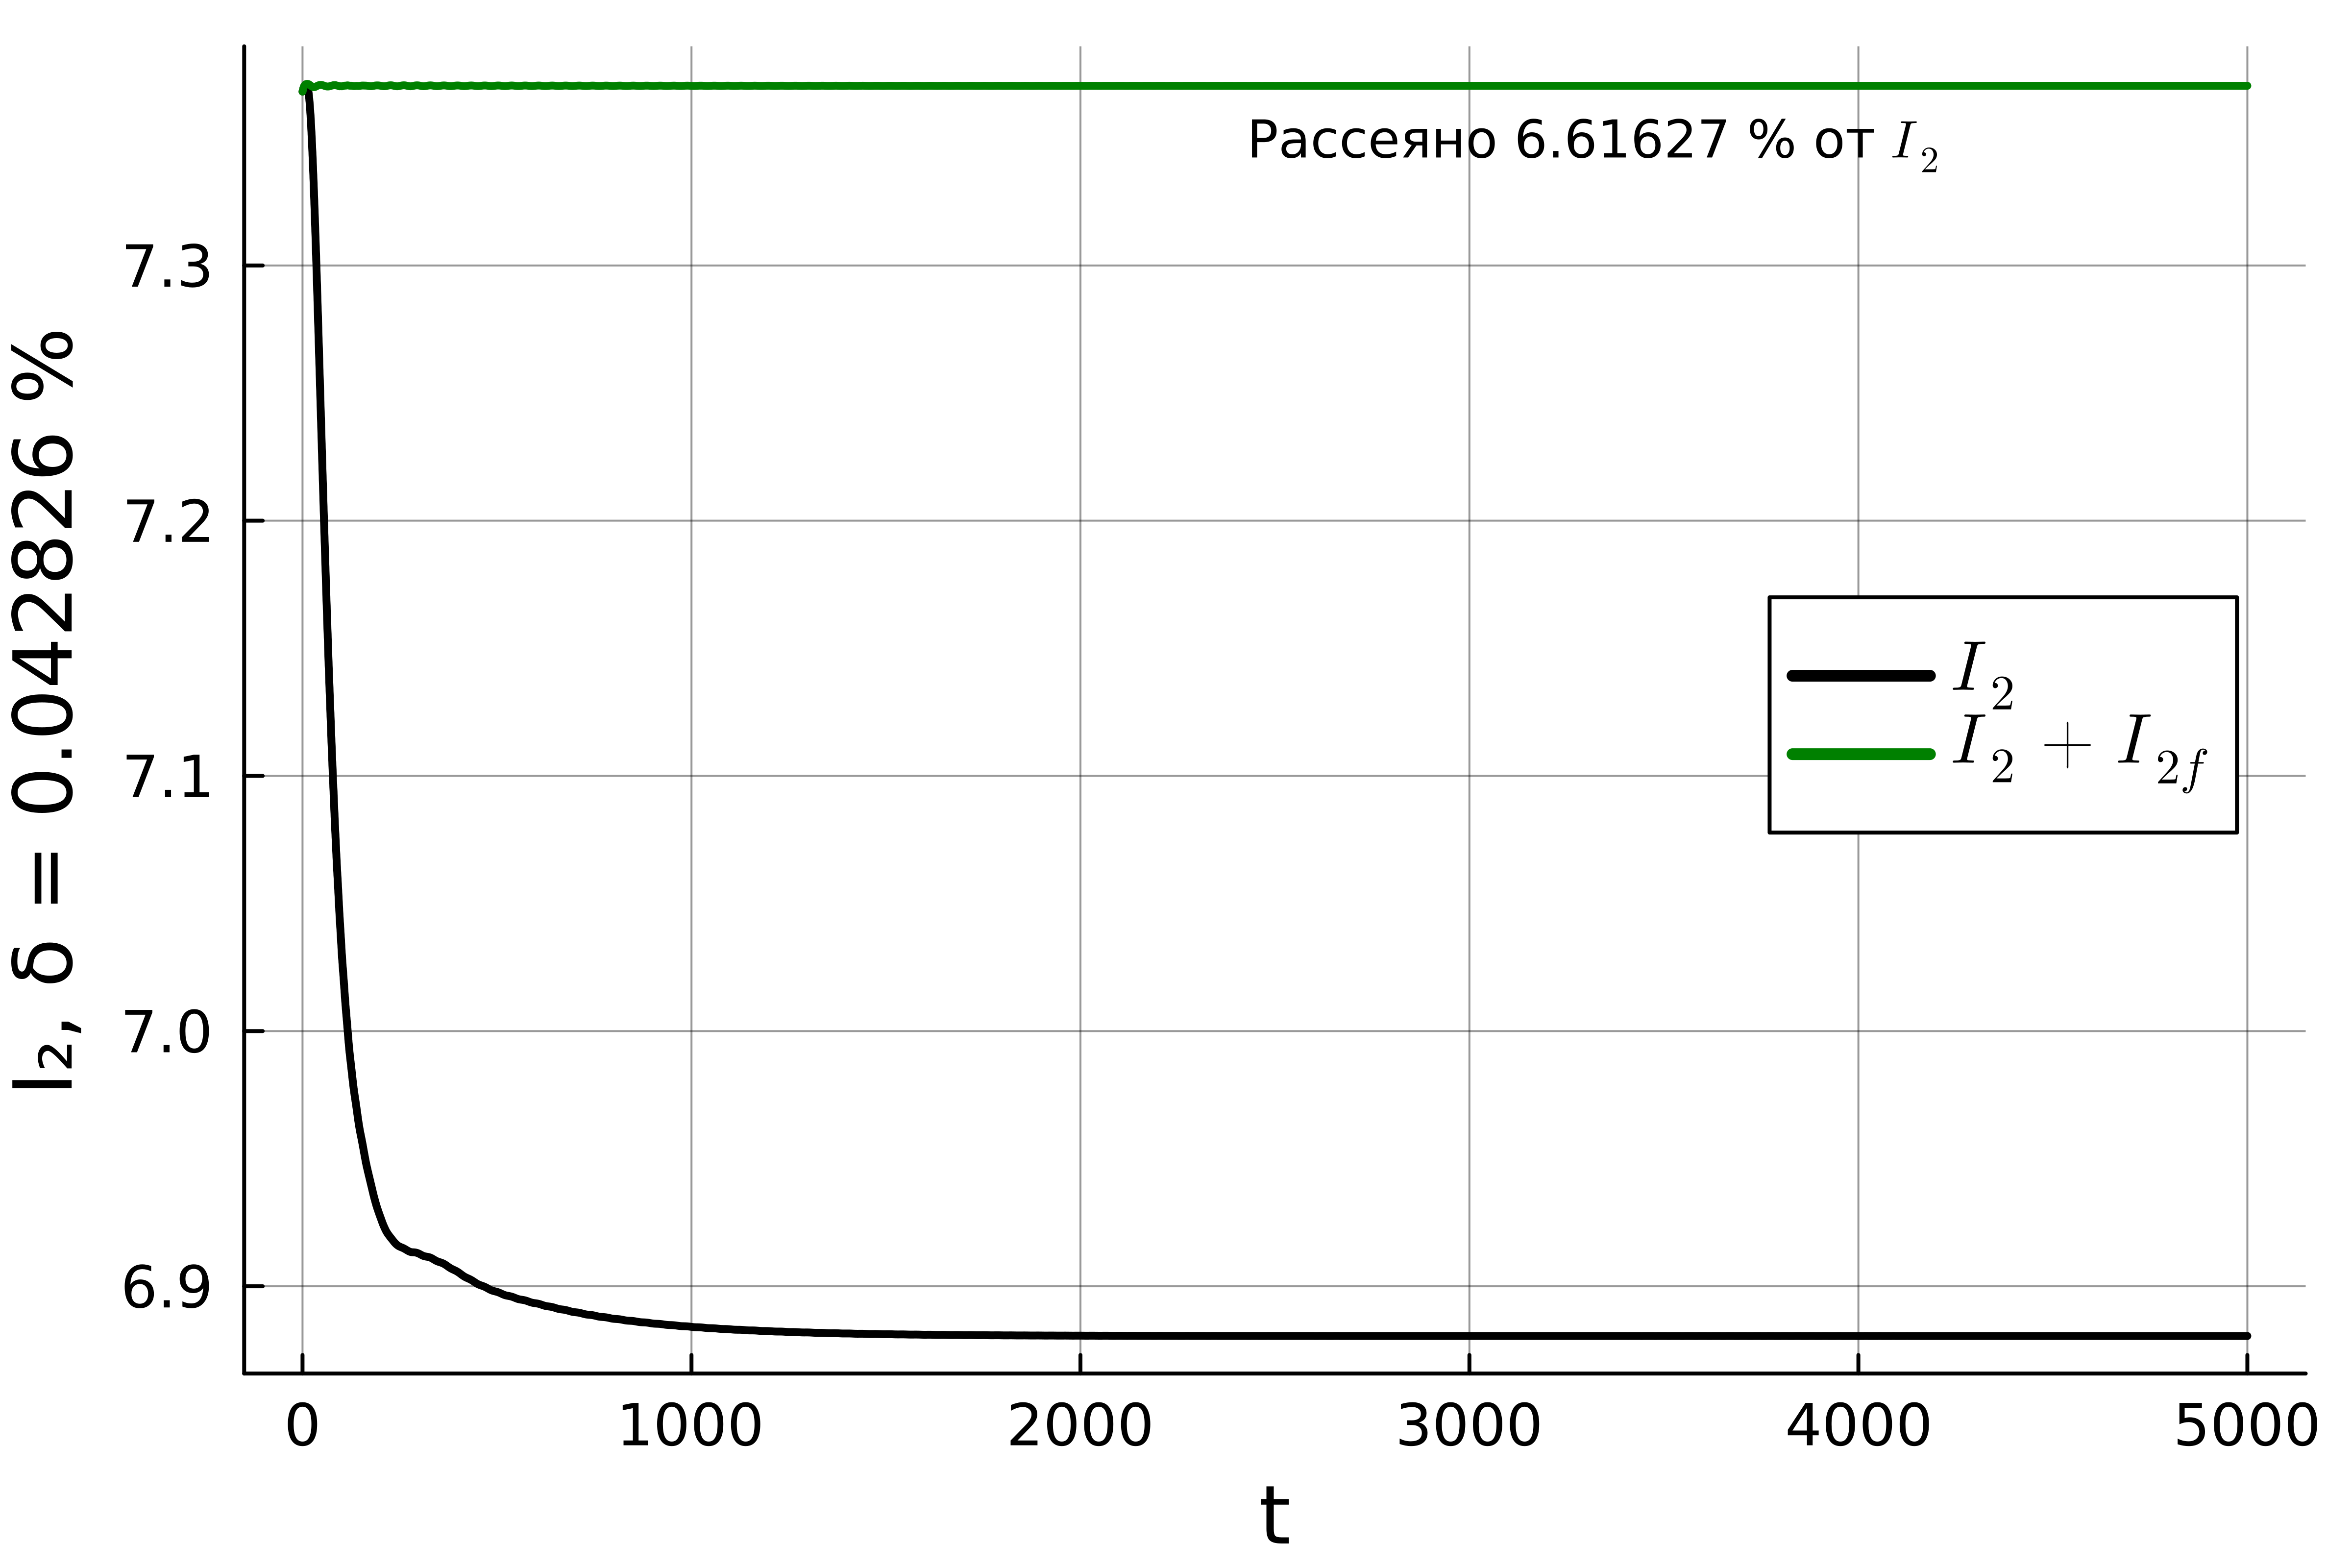 I₂, δ = 0.042826 %
7.3
7.2
7.1
7.0
6.9
Рассеяно 6.61627 % от I₂
I₂
I₂ + I₂f
0 1000 2000 3000 4000 5000
t